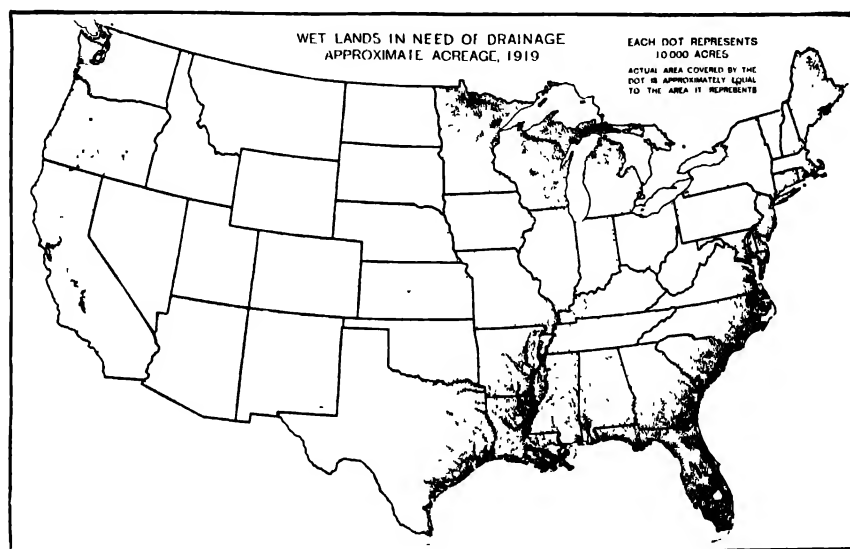 WET LANDS IN NEED OF DRAINAGE
APPROXIMATE ACREAGE, 1919
EACH DOT REPRESENTS
10 000 ACRES
ACTUAL AREA COVERED BY THE
DOT IS APPROXIMATELY EQUAL
TO THE AREA IT REPRESENTS